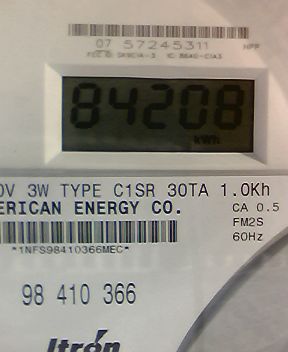 07 57245311
84208
kWh
0V 3W TYPE C1SR 30TA 1.0Kh
ERICAN ENERGY CO.
CA 0.5
FM2S
60Hz
*1NFS98410366MEC*
98 410 366
Itrón